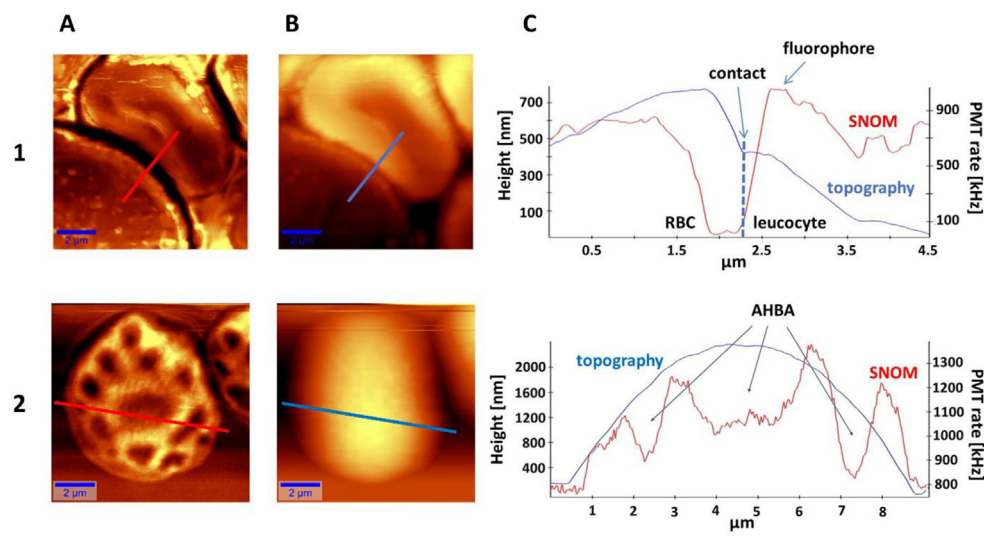 A
B
C
1
2 μm
2 μm
fluorophore
contact
SNOM
topography
RBC
leucocyte
Height [nm]
700
500
300
100
PMT rate [kHz]
900
600
400
100
0.5
1.5
2.5
3.5
4.5
μm
2
2 μm
2 μm
AHBA
topography
SNOM
Height [nm]
2000
1600
1200
800
400
PMT rate [kHz]
1300
1200
1100
1000
900
800
1
2
3
4
5
6
7
8
μm